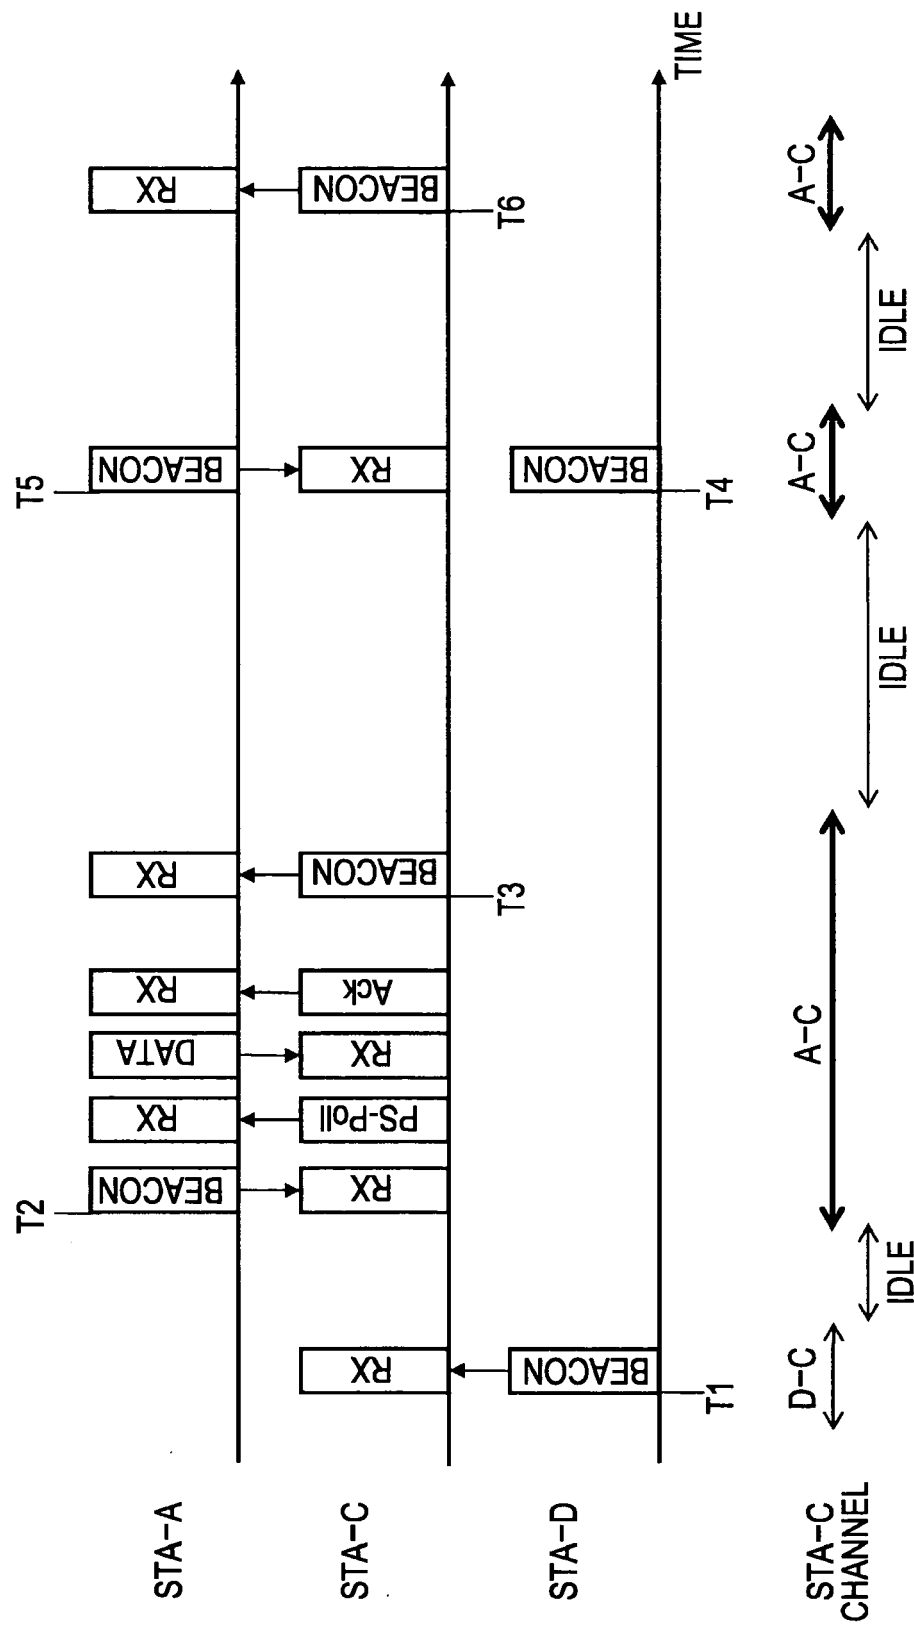 STA-A
T2
BEACON
RX
DATA
RX
RX
T5
BEACON
RX
STA-C
RX
RX
PS-Poll
RX
Ack
BEACON
T3
RX
BEACON
T6
STA-D
BEACON
T1
BEACON
T4
TIME
STA-C
CHANNEL
D-C
IDLE
A-C
IDLE
A-C
IDLE
A-C